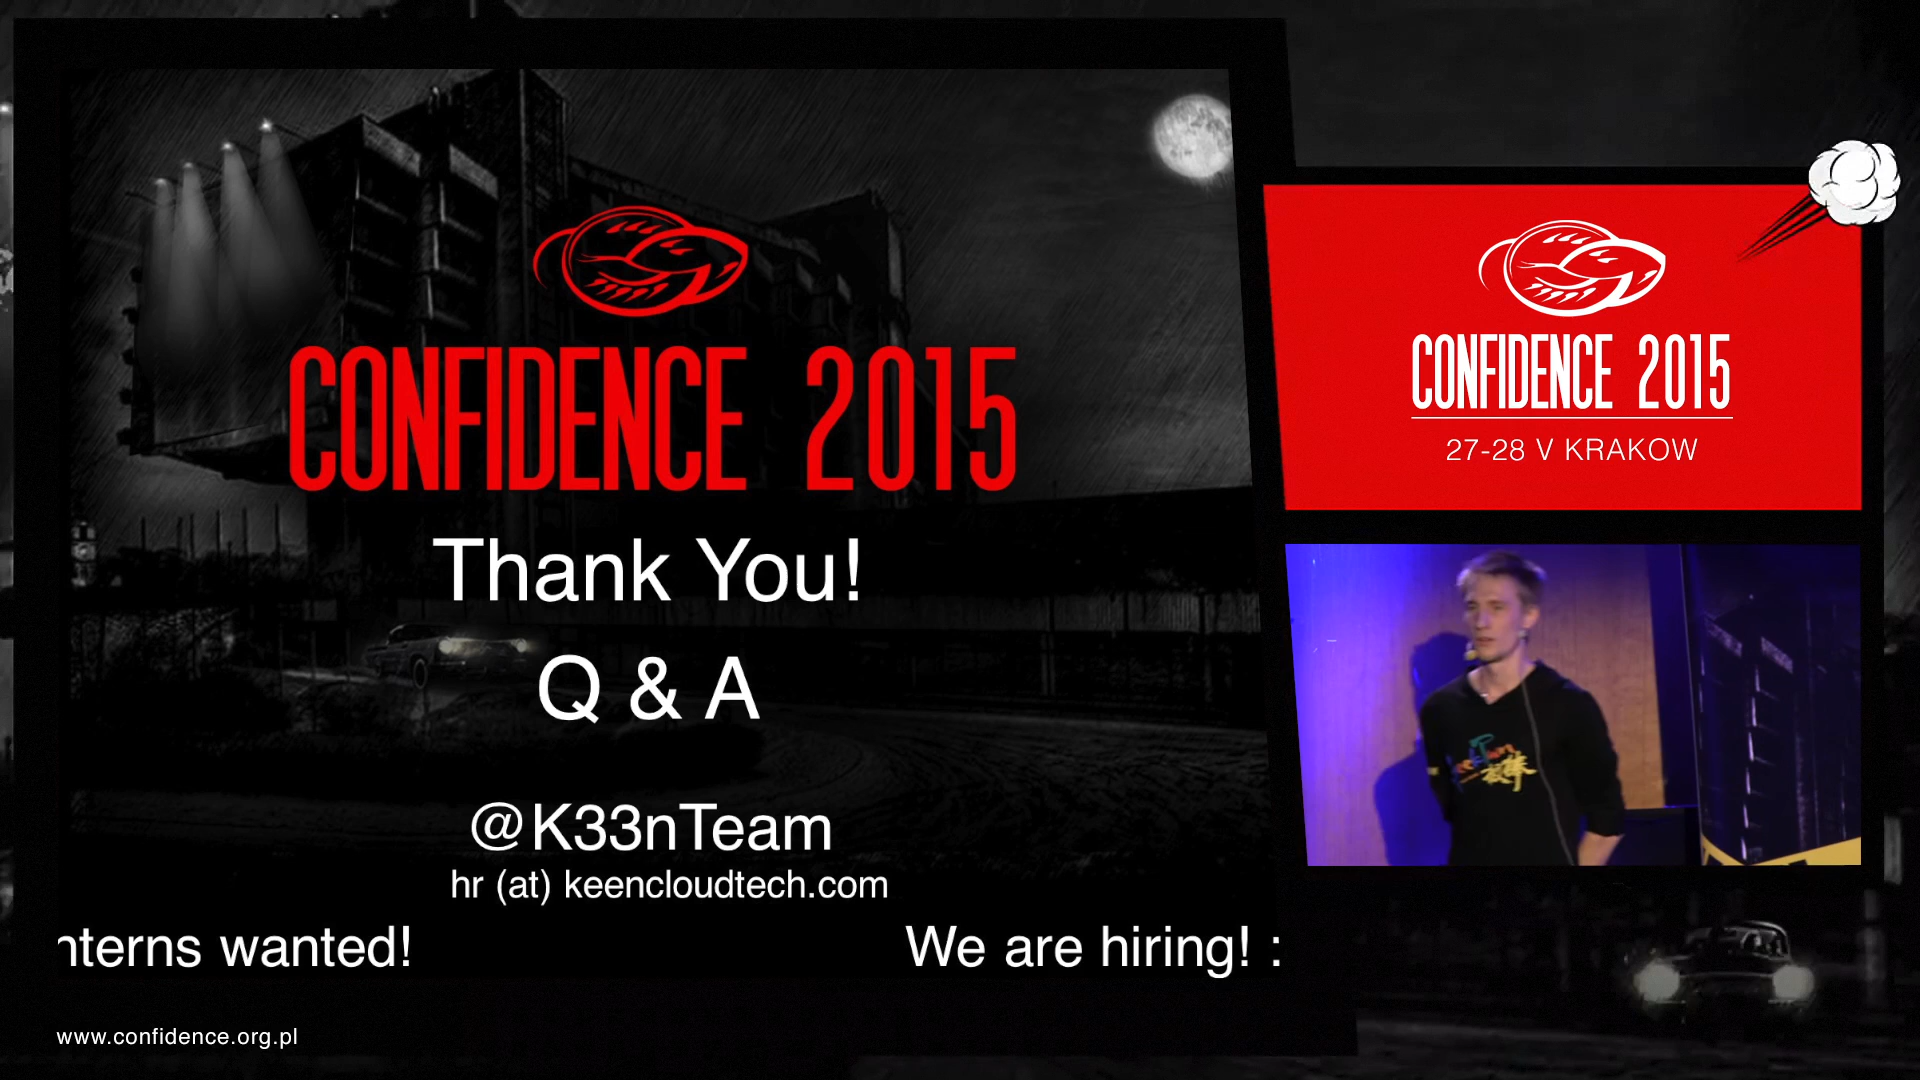 CONFIDENCE 2015
Thank You!
Q & A
@K33nTeam
hr (at) keencloudtech.com
nterns wanted!
We are hiring! :
www.confidence.org.pl
CONFIDENCE 2015
27-28 V KRAKOW